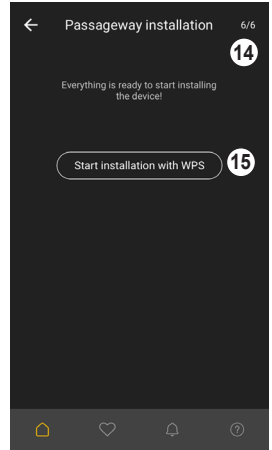 Passageway installation 6/6
14
Everything is ready to start installing
the device!
Start installation with WPS 15
?